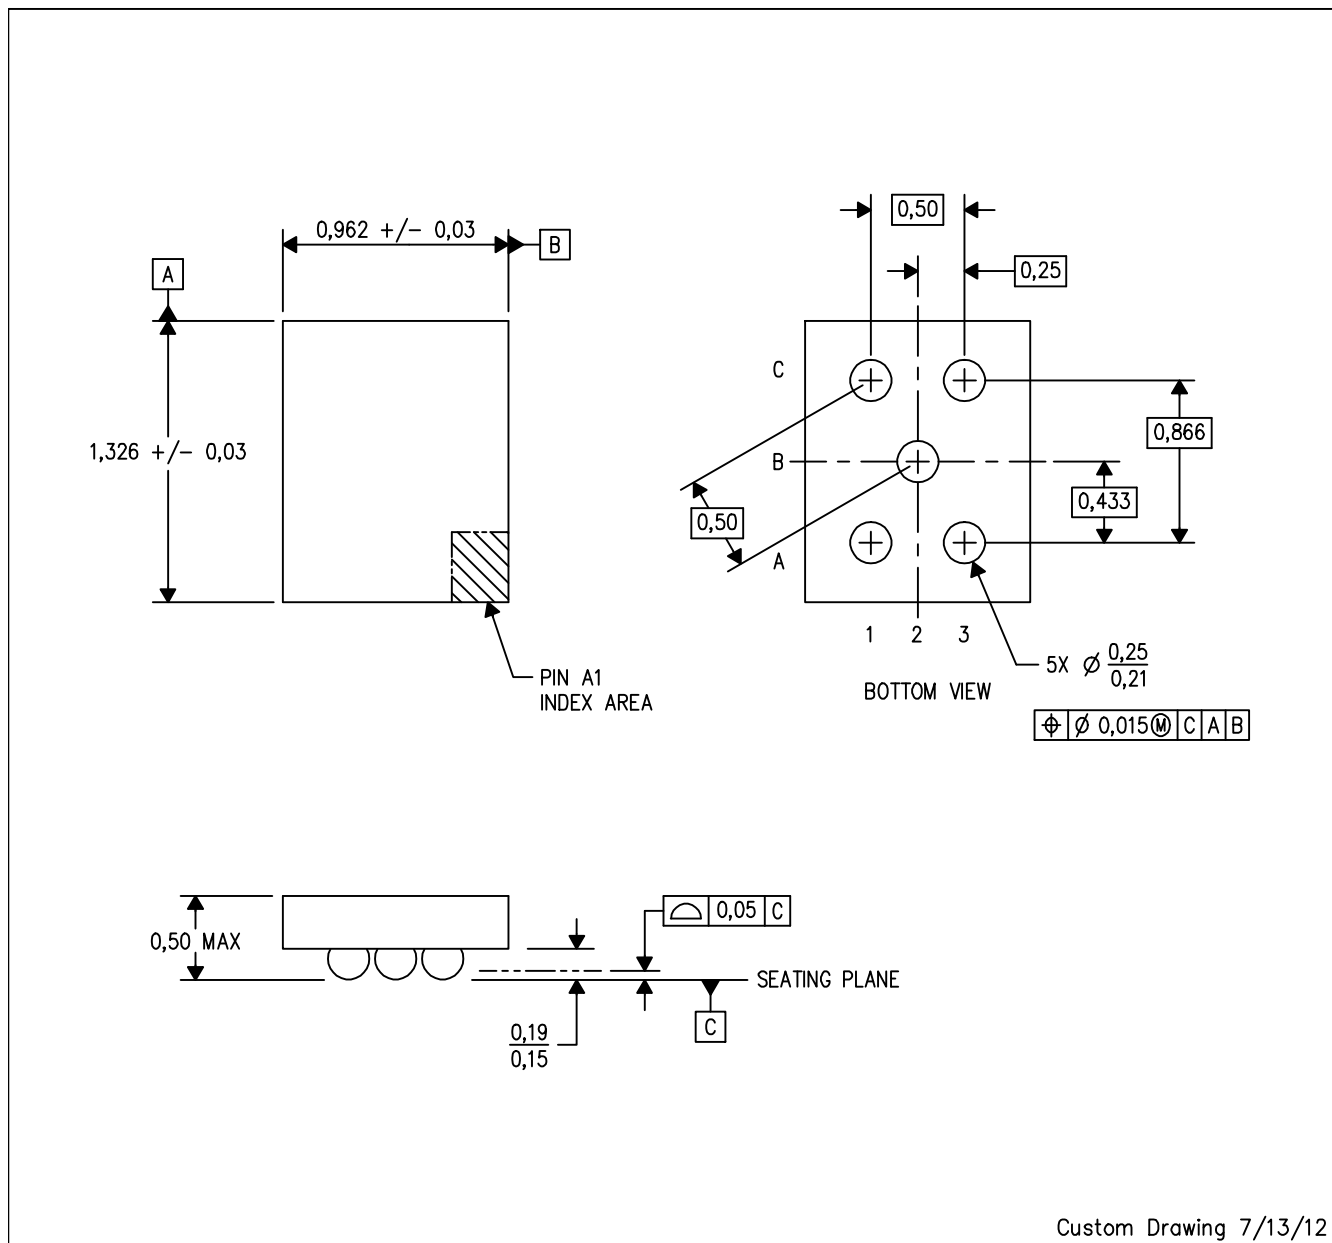 0,962 +/- 0,03
B
A
1,326 +/- 0,03
PIN A1
INDEX AREA
0,50
0,25
C
0,866
B
0,433
0,50
A
1 2 3
5X Ø 0,25
0,21
BOTTOM VIEW
⌖ Ø 0,015 Ⓜ C A B
0,50 MAX
⌓ 0,05 C
SEATING PLANE
C
0,19
0,15
Custom Drawing 7/13/12